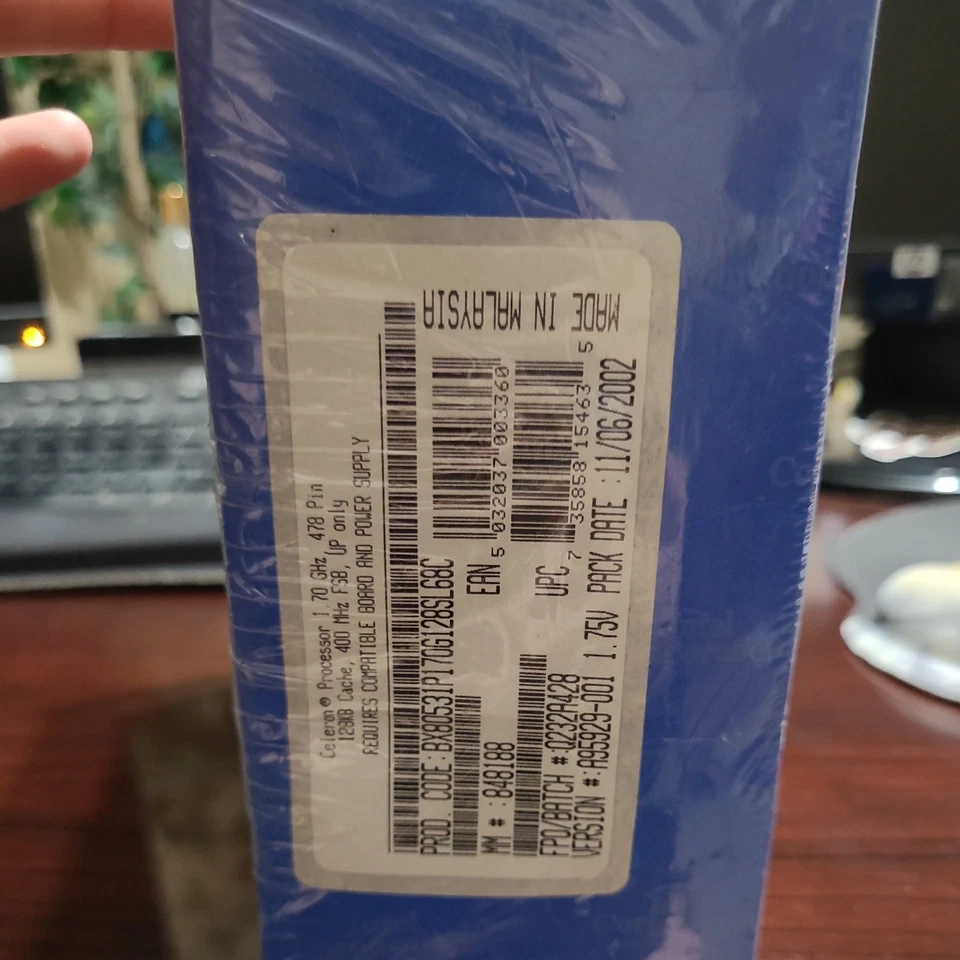 Celeron® Processor 1.70 GHz, 478 Pin
128KB Cache, 400 MHz FSB, UP only
REQUIRES COMPATIBLE BOARD AND POWER SUPPLY
PROD. CODE:BX80531P170G128SL68C
MM # :848188
EAN 5 032037 003360
FPO/BATCH #:Q232A428
UPC 7 35858 15463 5
VERSION #:A95929-001 1.75V PACK DATE :11/06/2002
MADE IN MALAYSIA